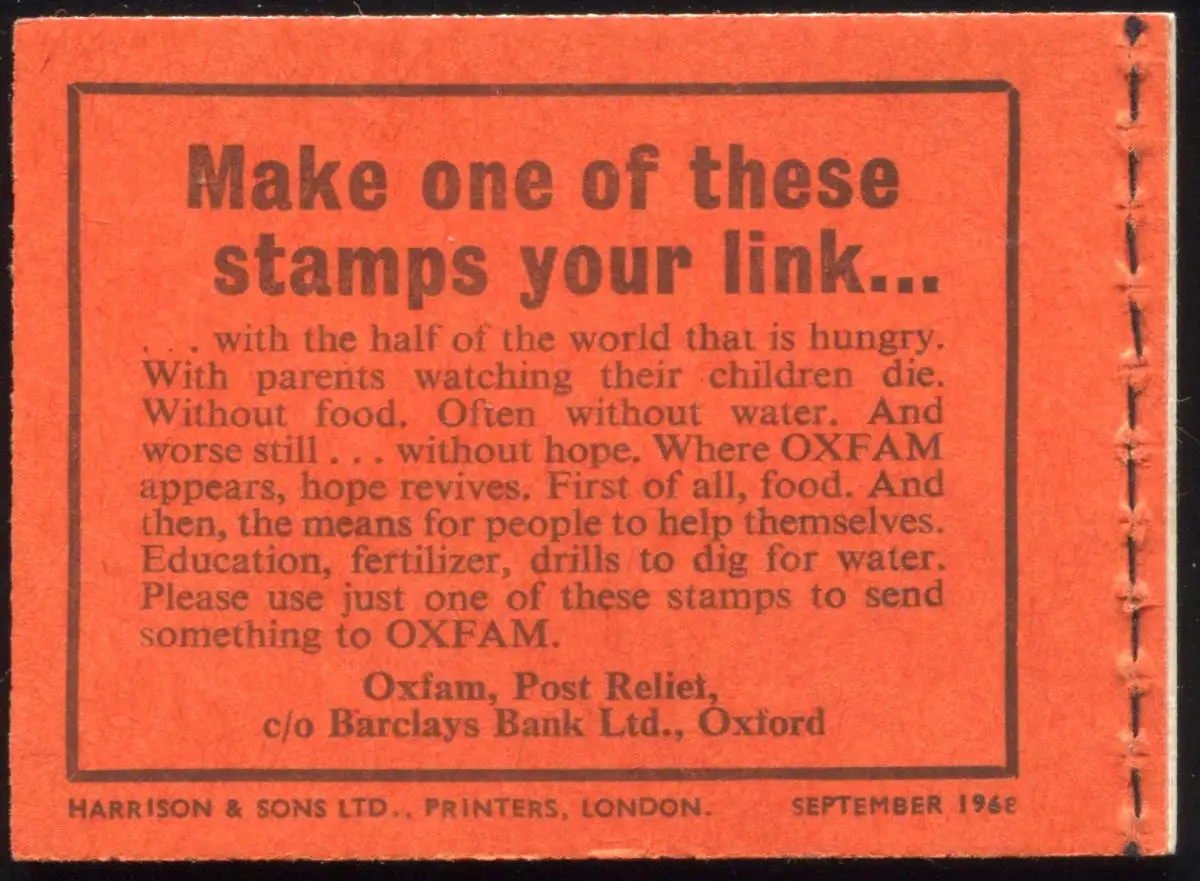 Make one of these
stamps your link...
. . . with the half of the world that is hungry.
With parents watching their children die.
Without food. Often without water. And
worse still . . . without hope. Where OXFAM
appears, hope revives. First of all, food. And
then, the means for people to help themselves.
Education, fertilizer, drills to dig for water.
Please use just one of these stamps to send
something to OXFAM.
Oxfam, Post Relief,
c/o Barclays Bank Ltd., Oxford
HARRISON & SONS LTD., PRINTERS, LONDON. SEPTEMBER 1968